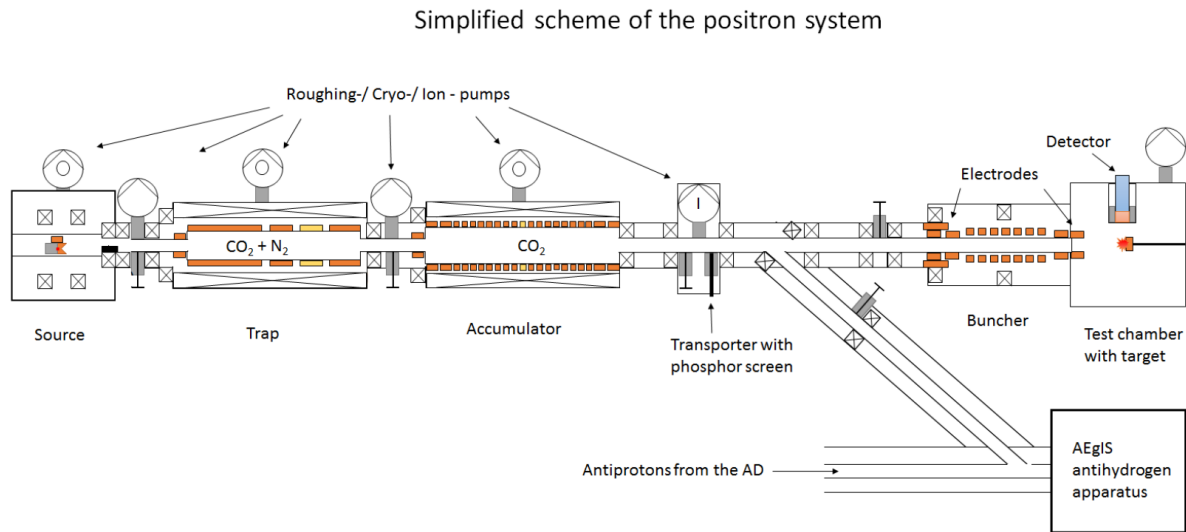 Simplified scheme of the positron system
Roughing-/ Cryo-/ Ion - pumps
Detector
Electrodes
I
CO₂ + N₂
CO₂
Source
Trap
Accumulator
Transporter with
phosphor screen
Buncher
Test chamber
with target
Antiprotons from the AD
AEgIS
antihydrogen
apparatus